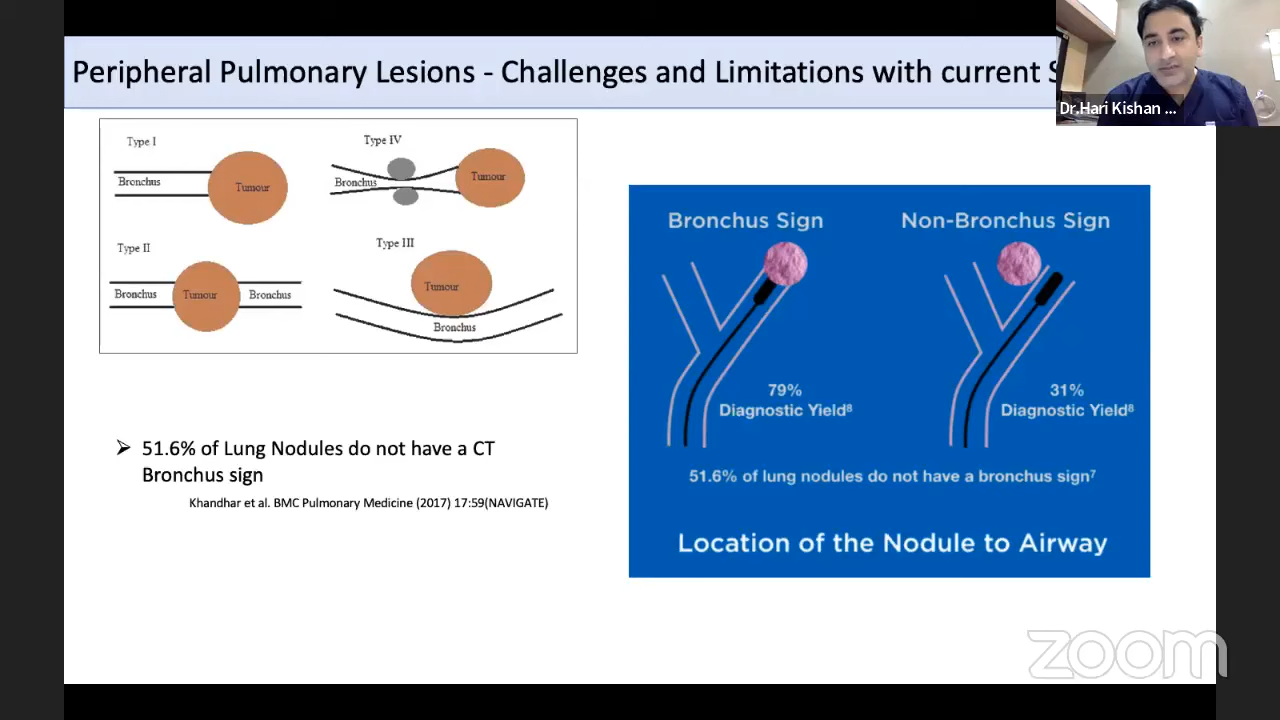 Peripheral Pulmonary Lesions - Challenges and Limitations with current
Dr.Hari Kishan ...
Type I
Bronchus
Tumour
Type IV
Bronchus
Tumour
Type II
Bronchus
Tumour
Bronchus
Type III
Tumour
Bronchus
➢ 51.6% of Lung Nodules do not have a CT
Bronchus sign
Khandhar et al. BMC Pulmonary Medicine (2017) 17:59(NAVIGATE)
Bronchus Sign
Non-Bronchus Sign
79%
Diagnostic Yield⁸
31%
Diagnostic Yield⁸
51.6% of lung nodules do not have a bronchus sign⁷
Location of the Nodule to Airway
zoom